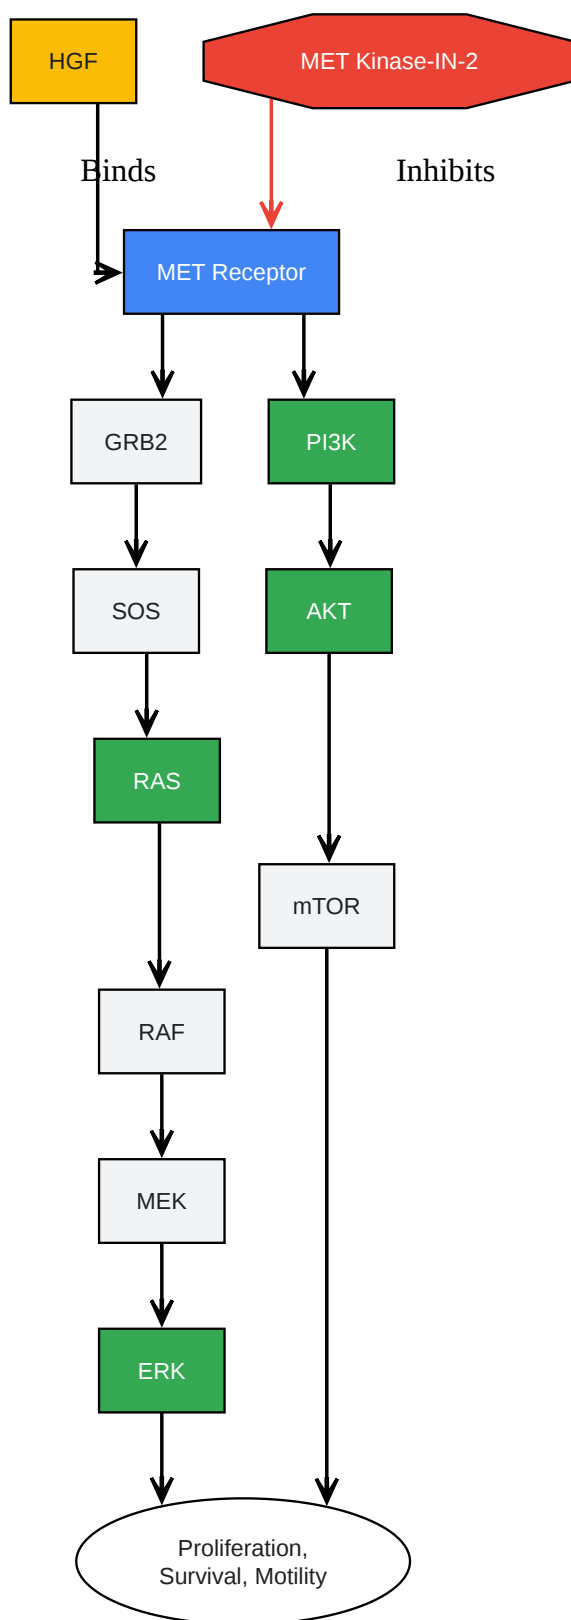 HGF
MET Kinase-IN-2
Binds
Inhibits
MET Receptor
GRB2
PI3K
SOS
AKT
RAS
mTOR
RAF
MEK
ERK
Proliferation,
Survival, Motility